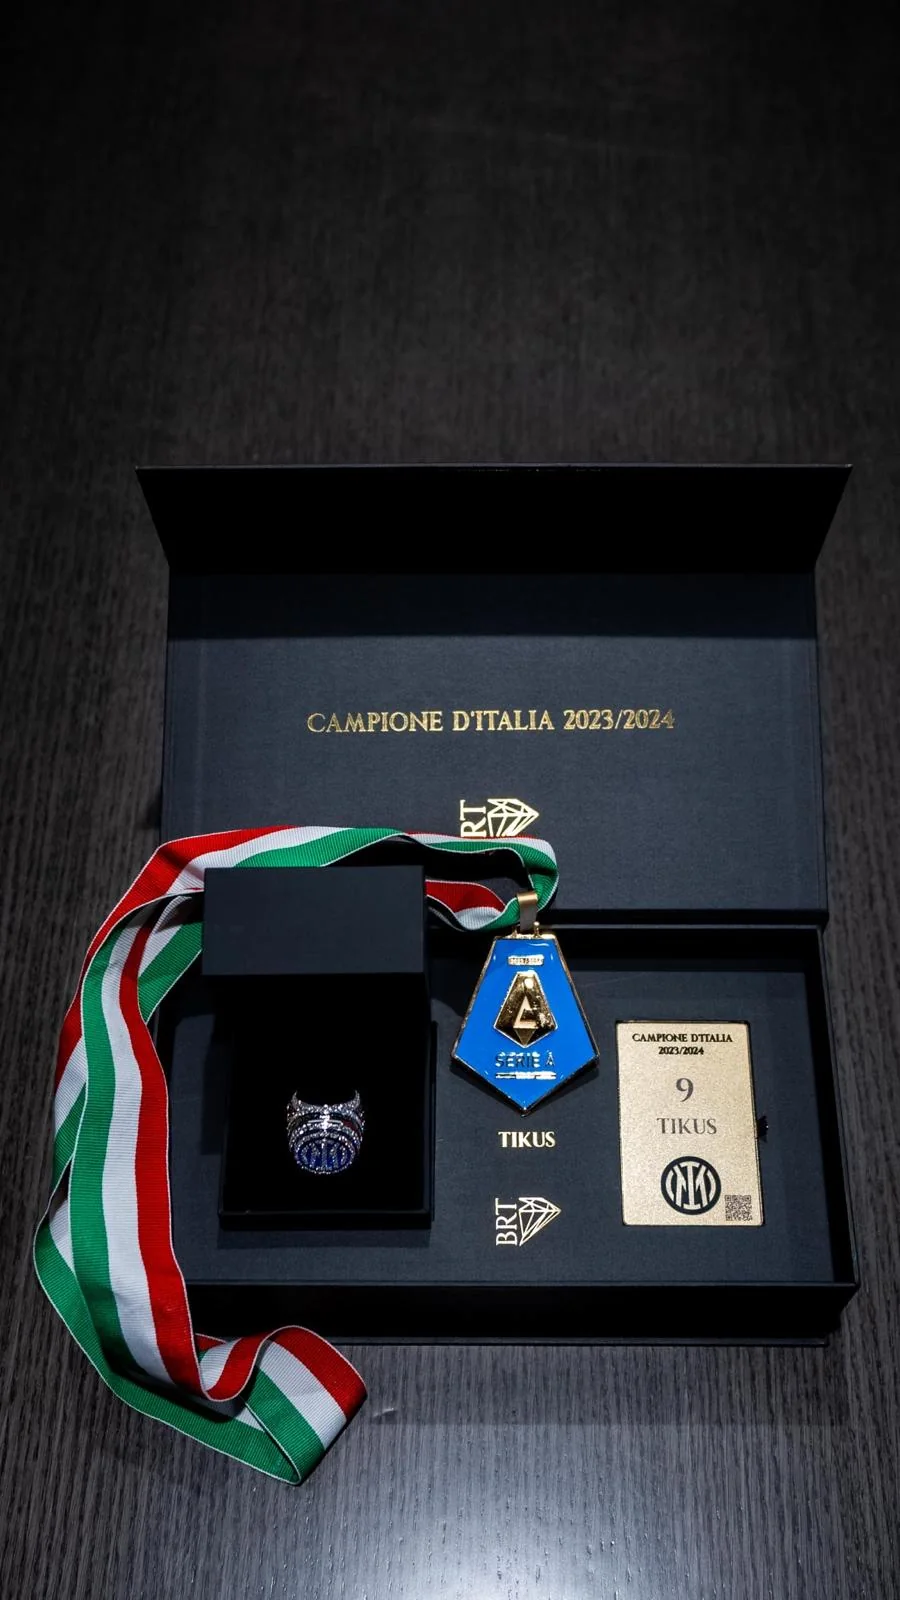 CAMPIONE D'ITALIA 2023/2024
BRT
SERIE A
TIKUS
BRT
CAMPIONE D'ITALIA
2023/2024
9
TIKUS